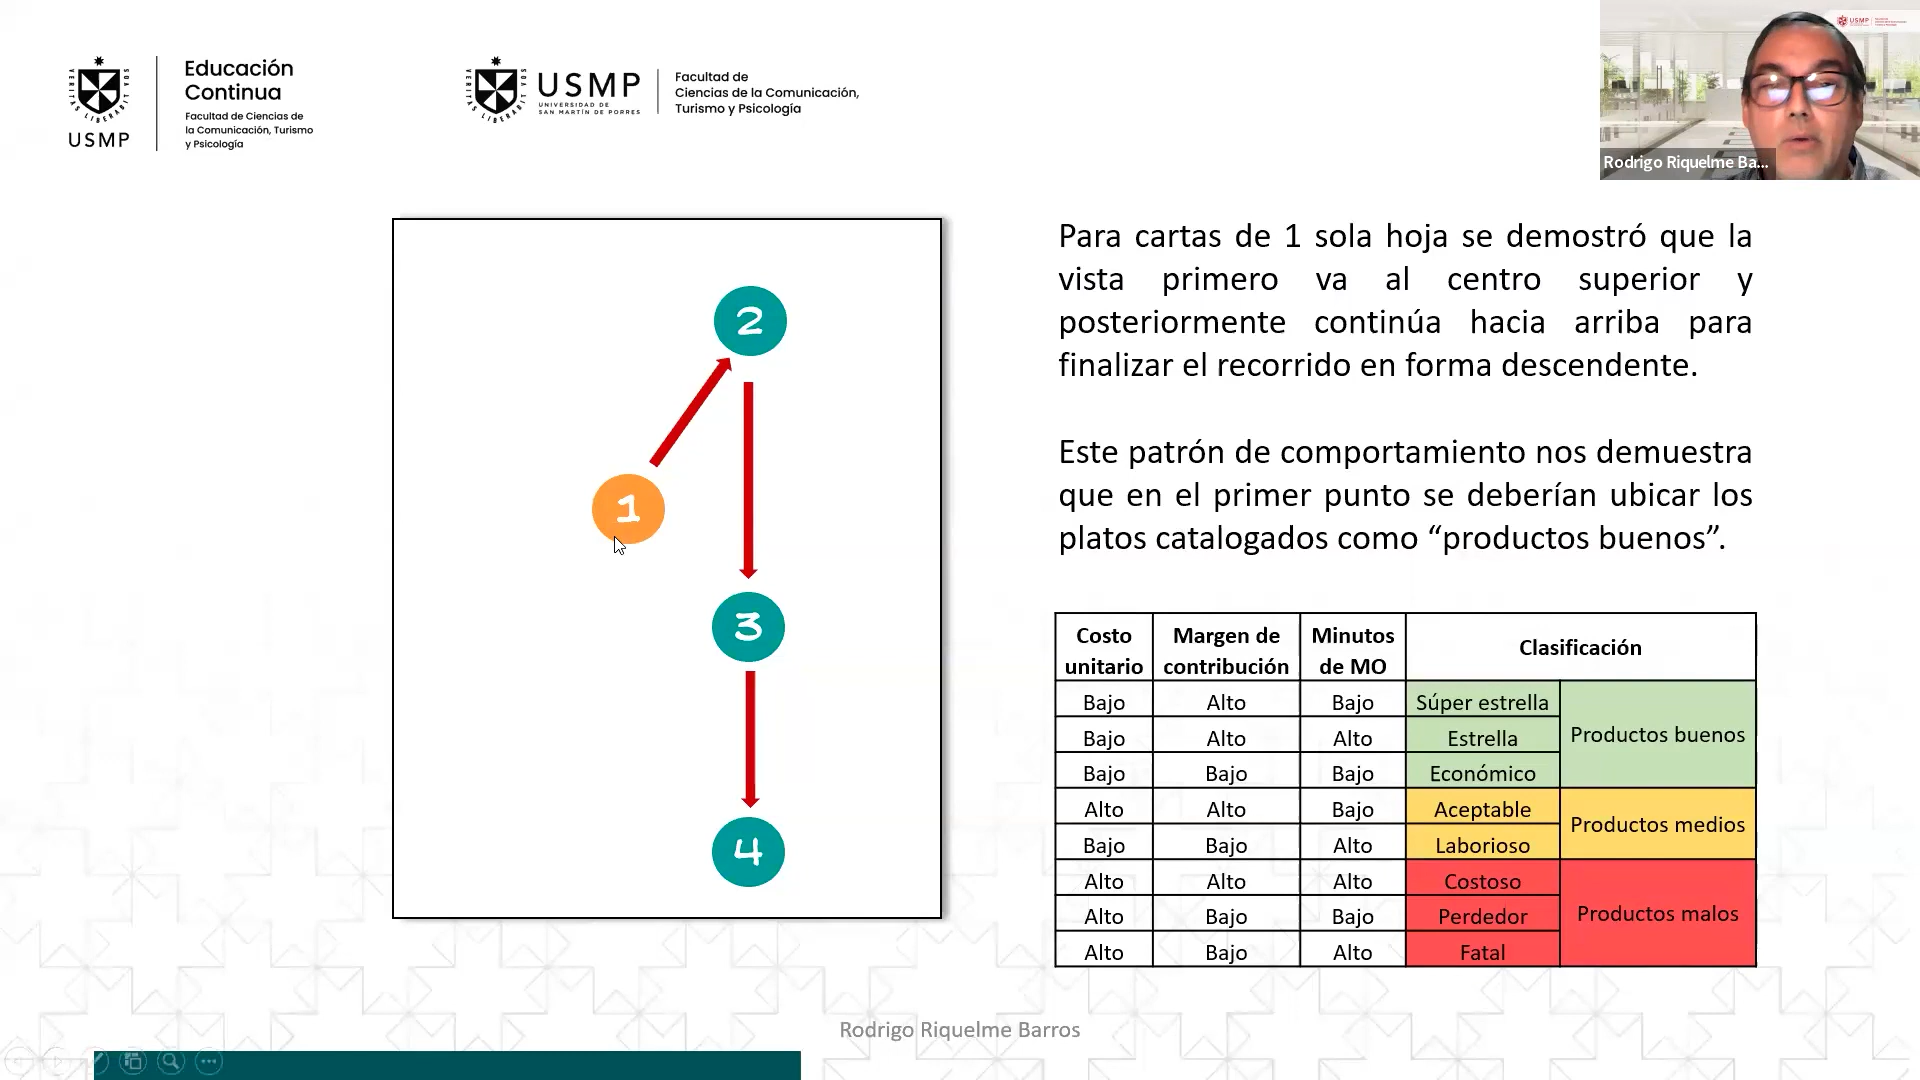 Educación
Continua
Facultad de Ciencias de
la Comunicación, Turismo
y Psicología
USMP
USMP
UNIVERSIDAD DE
SAN MARTÍN DE PORRES
Facultad de
Ciencias de la Comunicación,
Turismo y Psicología
USMP
Rodrigo Riquelme Ba...
2
1
3
4
Para cartas de 1 sola hoja se demostró que la
vista primero va al centro superior y
posteriormente continúa hacia arriba para
finalizar el recorrido en forma descendente.
Este patrón de comportamiento nos demuestra
que en el primer punto se deberían ubicar los
platos catalogados como “productos buenos”.
Costo unitario Margen de contribución Minutos de MO Clasificación
Bajo Alto Bajo Súper estrella
Bajo Alto Alto Estrella Productos buenos
Bajo Bajo Bajo Económico
Alto Alto Bajo Aceptable Productos medios
Bajo Bajo Alto Laborioso
Alto Alto Alto Costoso
Alto Bajo Bajo Perdedor Productos malos
Alto Bajo Alto Fatal
Rodrigo Riquelme Barros